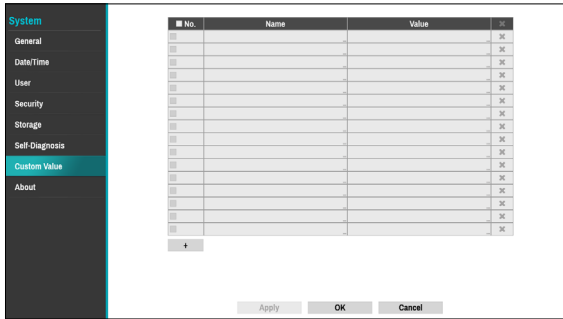 System
General
Date/Time
User
Security
Storage
Self-Diagnosis
Custom Value
About
No. Name Value
+
Apply OK Cancel